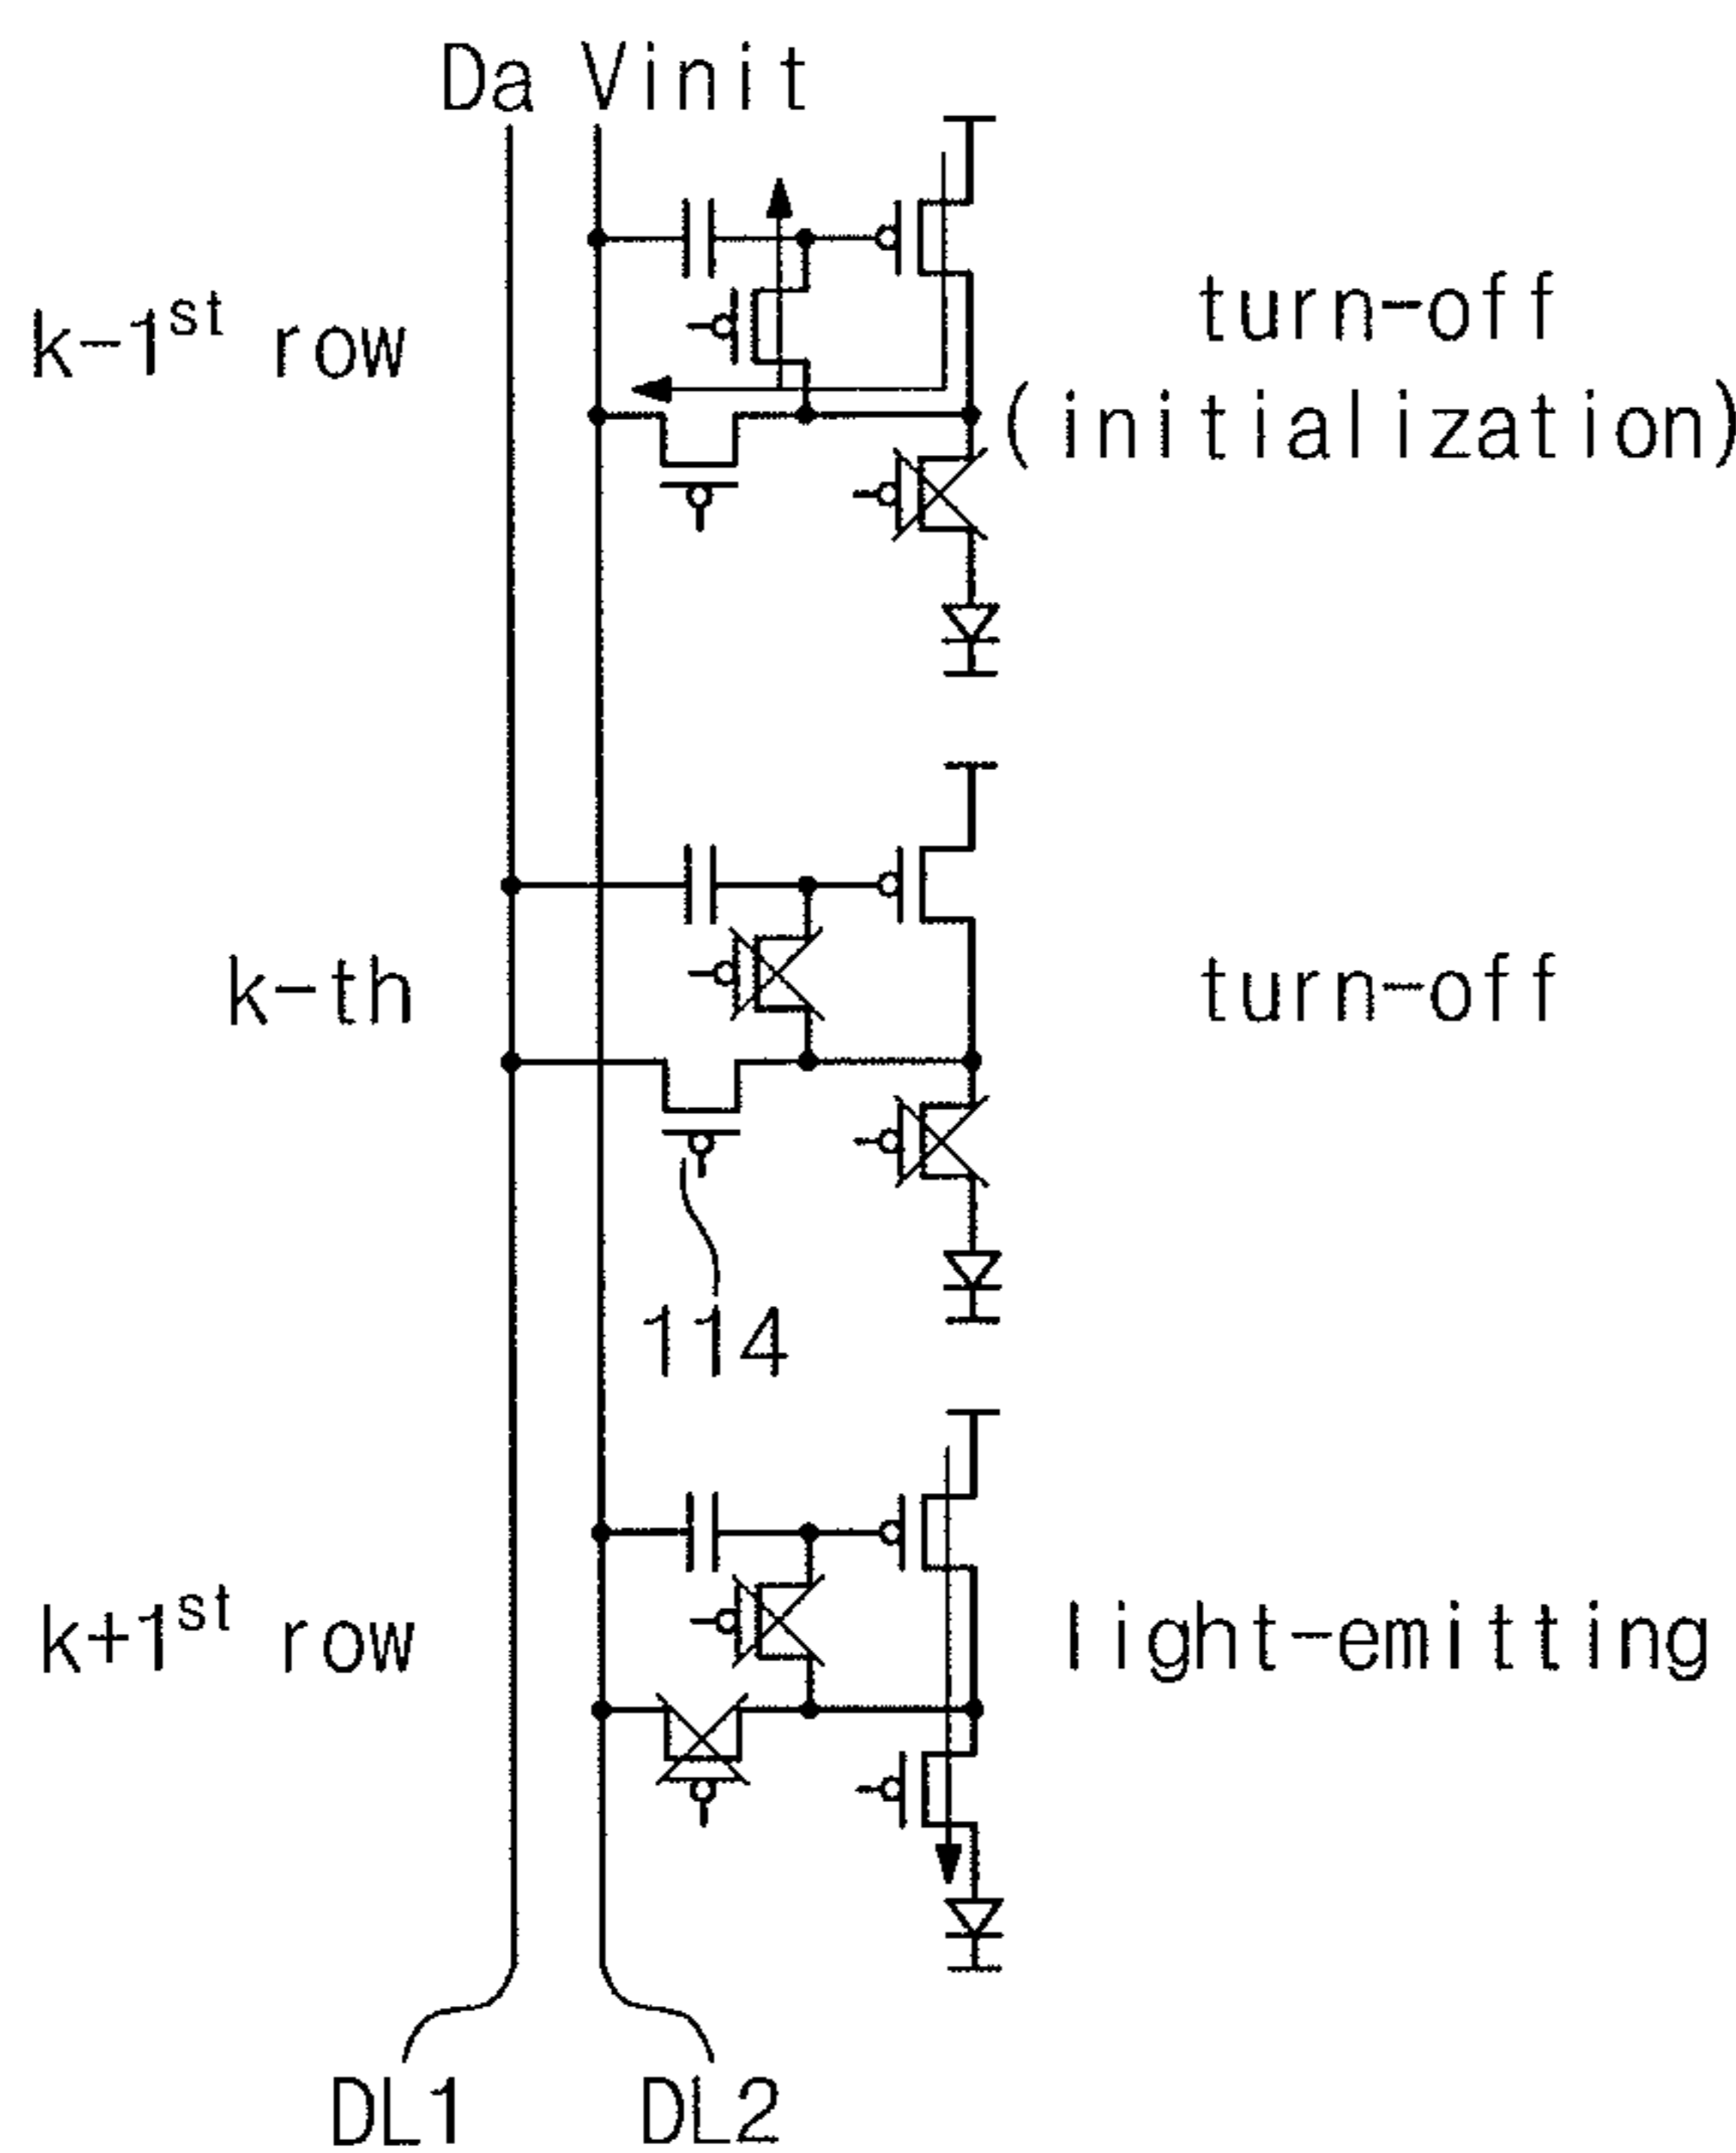 Da Vinit
k-1st row
turn-off
(initialization)
k-th
turn-off
114
k+1st row
light-emitting
DL1
DL2